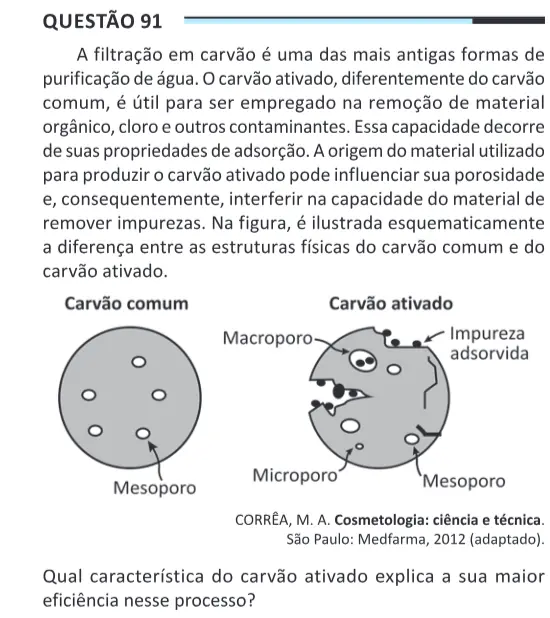 QUESTÃO 91
A filtração em carvão é uma das mais antigas formas de
purificação de água. O carvão ativado, diferentemente do carvão
comum, é útil para ser empregado na remoção de material
orgânico, cloro e outros contaminantes. Essa capacidade decorre
de suas propriedades de adsorção. A origem do material utilizado
para produzir o carvão ativado pode influenciar sua porosidade
e, consequentemente, interferir na capacidade do material de
remover impurezas. Na figura, é ilustrada esquematicamente
a diferença entre as estruturas físicas do carvão comum e do
carvão ativado.
Carvão comum
Carvão ativado
Macroporo
Impureza
adsorvida
Mesoporo
Microporo
Mesoporo
CORRÊA, M. A. Cosmetologia: ciência e técnica.
São Paulo: Medfarma, 2012 (adaptado).
Qual característica do carvão ativado explica a sua maior
eficiência nesse processo?